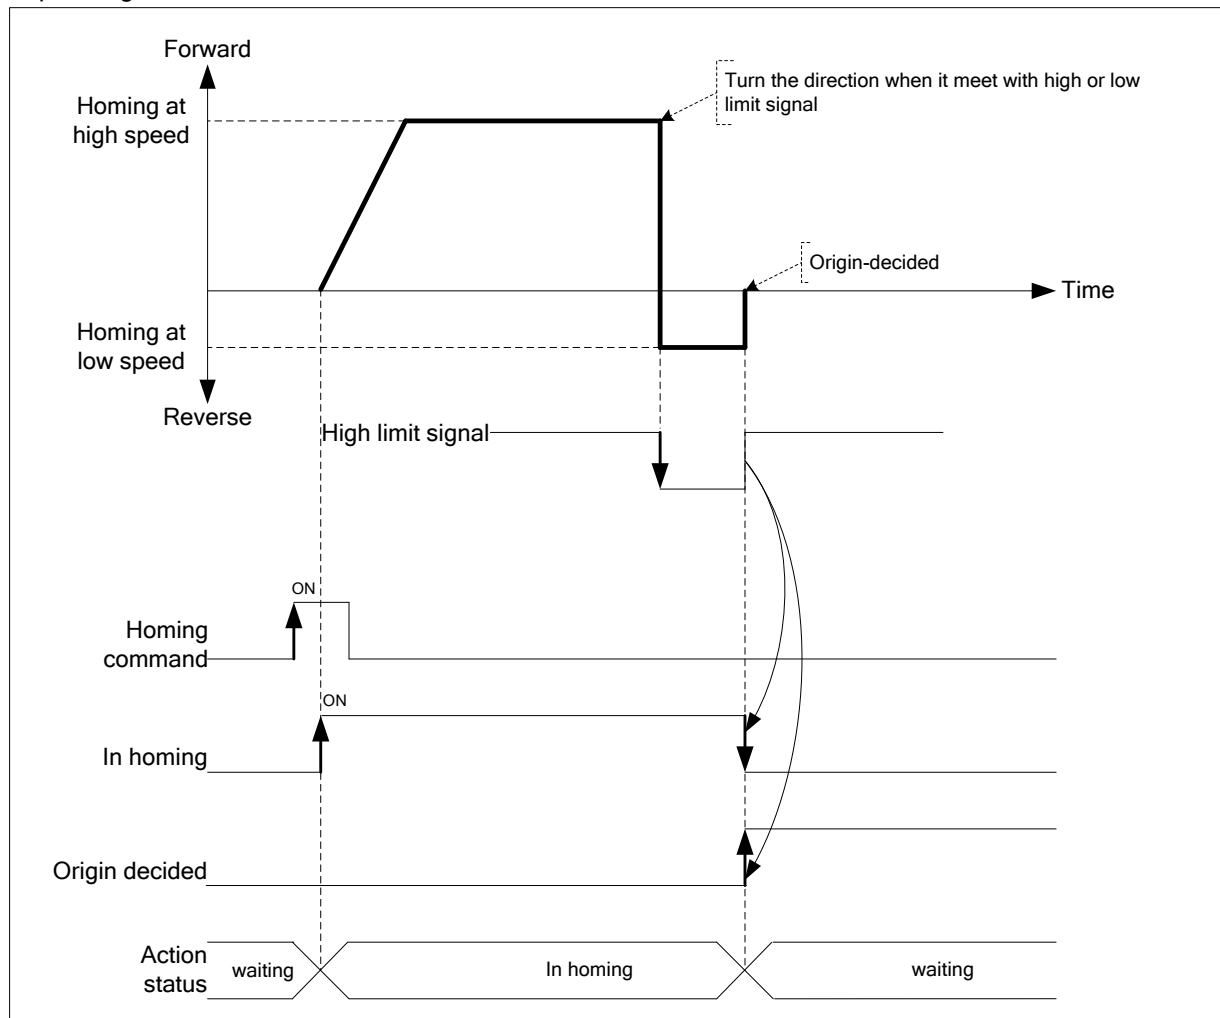 Forward
Homing at
high speed
Turn the direction when it meet with high or low
limit signal
Origin-decided
Time
Homing at
low speed
Reverse
High limit signal
ON
Homing
command
ON
In homing
Origin decided
Action
status
waiting
In homing
waiting